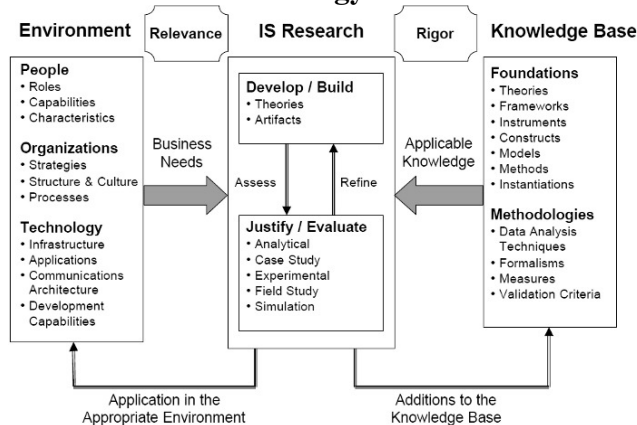 Environment
Relevance
IS Research
Rigor
Knowledge Base
People
• Roles
• Capabilities
• Characteristics
Organizations
• Strategies
• Structure & Culture
• Processes
Technology
• Infrastructure
• Applications
• Communications
Architecture
• Development
Capabilities
Business
Needs
Develop / Build
• Theories
• Artifacts
Assess
Refine
Justify / Evaluate
• Analytical
• Case Study
• Experimental
• Field Study
• Simulation
Applicable
Knowledge
Foundations
• Theories
• Frameworks
• Instruments
• Constructs
• Models
• Methods
• Instantiations
Methodologies
• Data Analysis
Techniques
• Formalisms
• Measures
• Validation Criteria
Application in the
Appropriate Environment
Additions to the
Knowledge Base